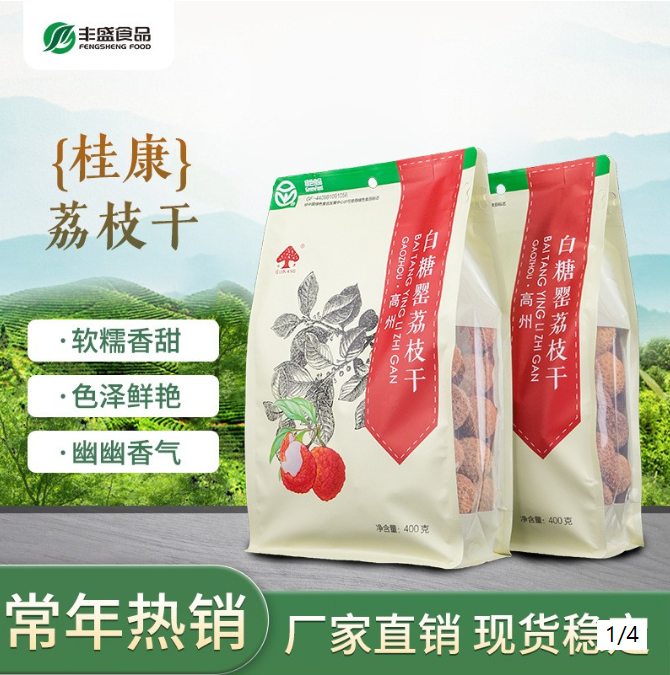 丰盛食品
FENGSHENG FOOD
{桂康}
荔枝干
·软糯香甜
·色泽鲜艳
·幽幽香气
白糖罂荔枝干
BAI TANG YING LI ZHI GAN
GAOZHOU·高州
净含量：400克
白糖罂荔枝干
BAI TANG YING LI ZHI GAN
GAOZHOU·高州
净含量：400克
常年热销
厂家直销 现货稳
1/4